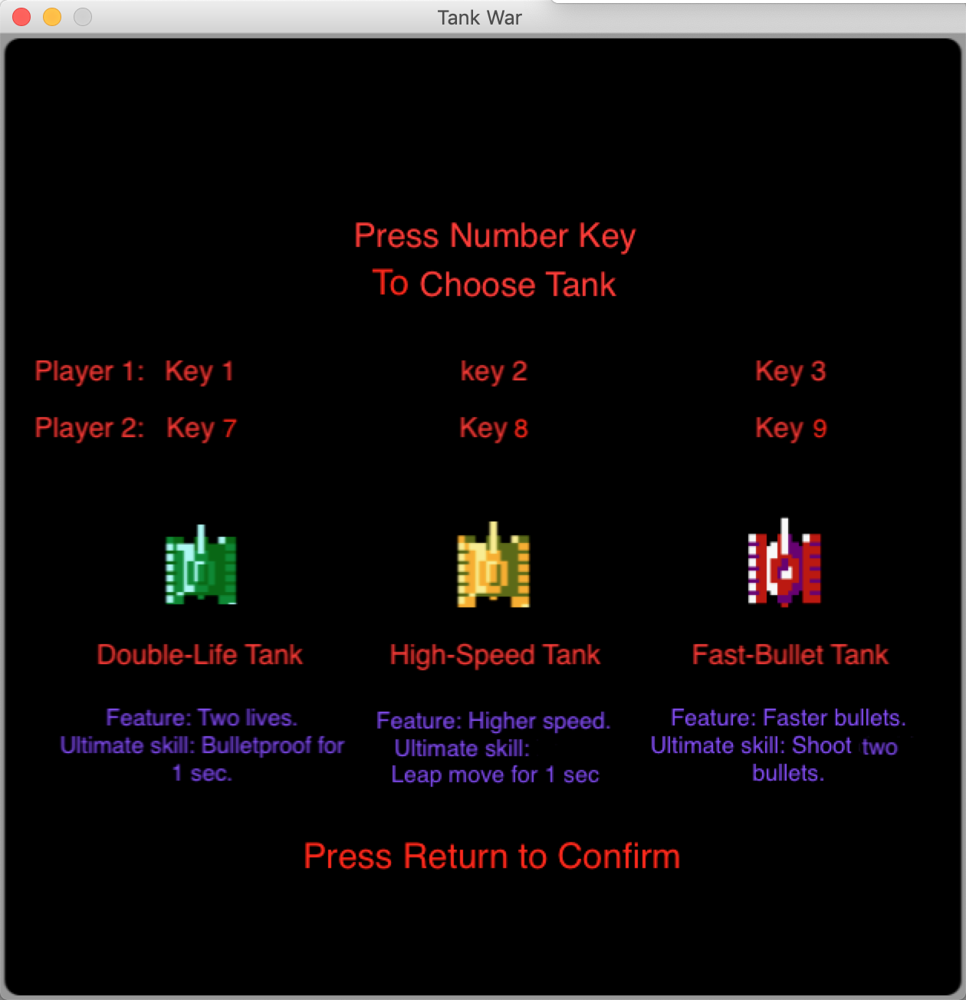 Tank War
Press Number Key
To Choose Tank
Player 1: Key 1 key 2 Key 3
Player 2: Key 7 Key 8 Key 9
Double-Life Tank High-Speed Tank Fast-Bullet Tank
Feature: Two lives.
Ultimate skill: Bulletproof for
1 sec.
Feature: Higher speed.
Ultimate skill:
Leap move for 1 sec
Feature: Faster bullets.
Ultimate skill: Shoot two
bullets.
Press Return to Confirm